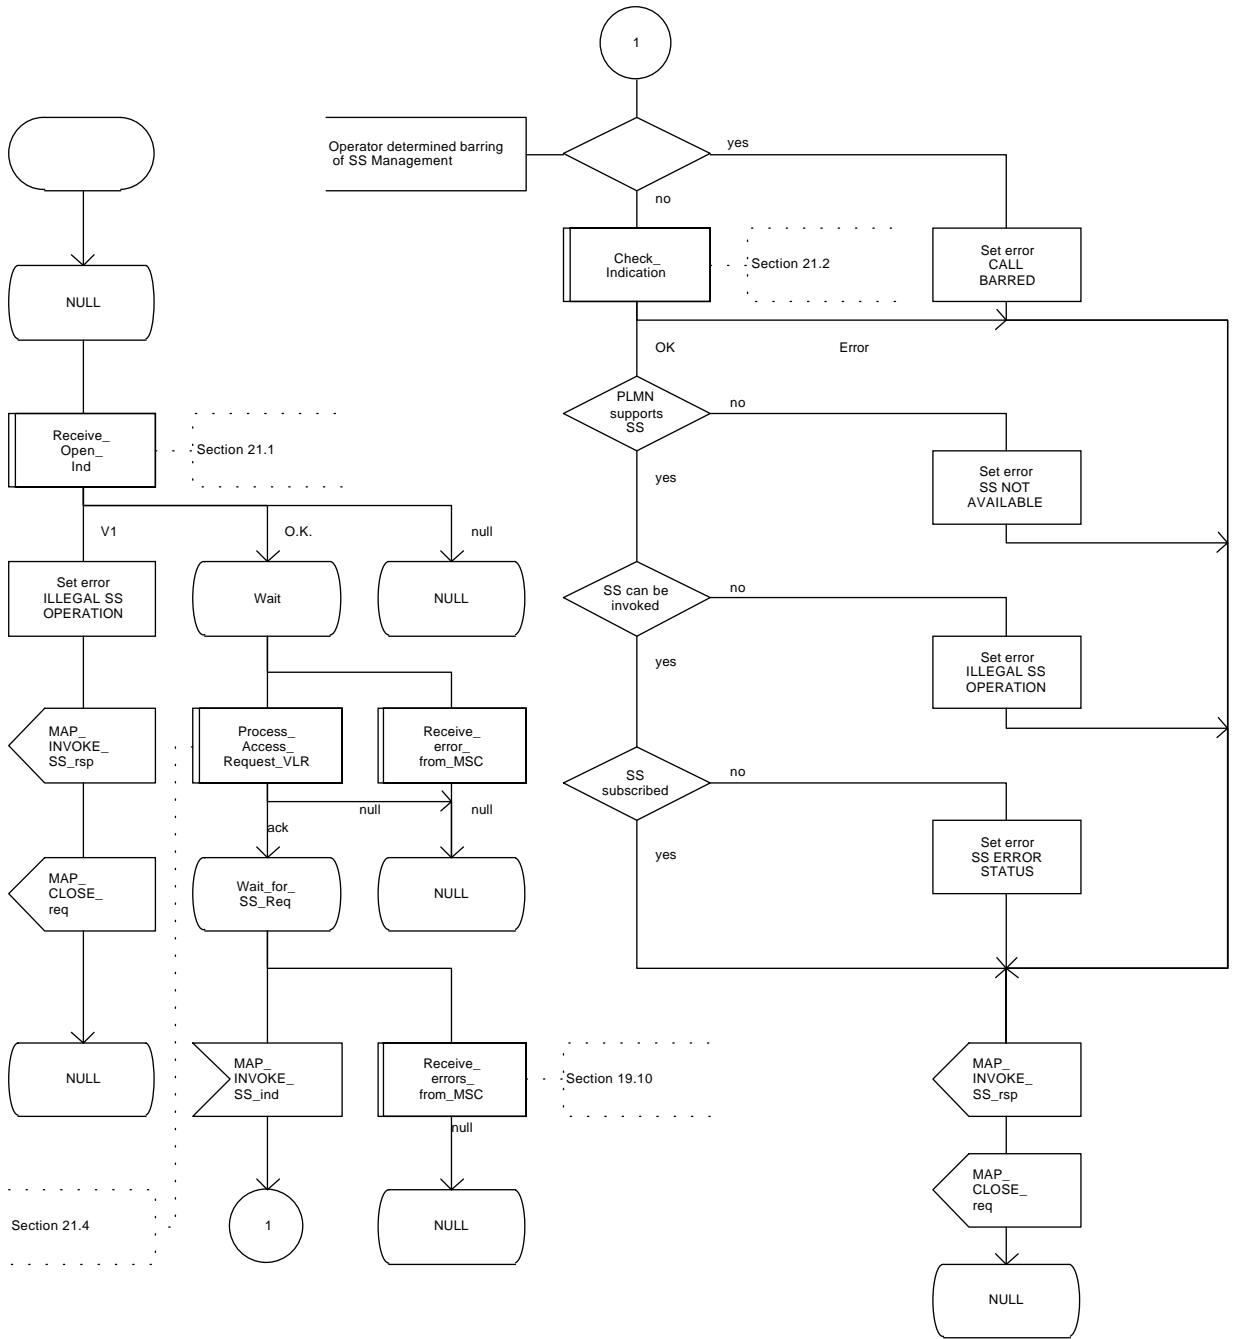 1
Operator determined barring
of SS Management
yes
no
Check_
Indication
Section 21.2
Set error
CALL
BARRED
NULL
OK
Error
PLMN
supports
SS
no
yes
Receive_
Open_
Ind
Section 21.1
Set error
SS NOT
AVAILABLE
V1
O.K.
null
Set error
ILLEGAL SS
OPERATION
Wait
NULL
SS can be
invoked
no
yes
Set error
ILLEGAL SS
OPERATION
MAP_
INVOKE_
SS_rsp
Process_
Access_
Request_VLR
Receive_
error_
from_MSC
SS
subscribed
no
yes
null
null
ack
Set error
SS ERROR
STATUS
MAP_
CLOSE_
req
Wait_for_
SS_Req
NULL
NULL
MAP_
INVOKE_
SS_ind
Receive_
errors_
from_MSC
Section 19.10
null
MAP_
INVOKE_
SS_rsp
Section 21.4
1
NULL
MAP_
CLOSE_
req
NULL